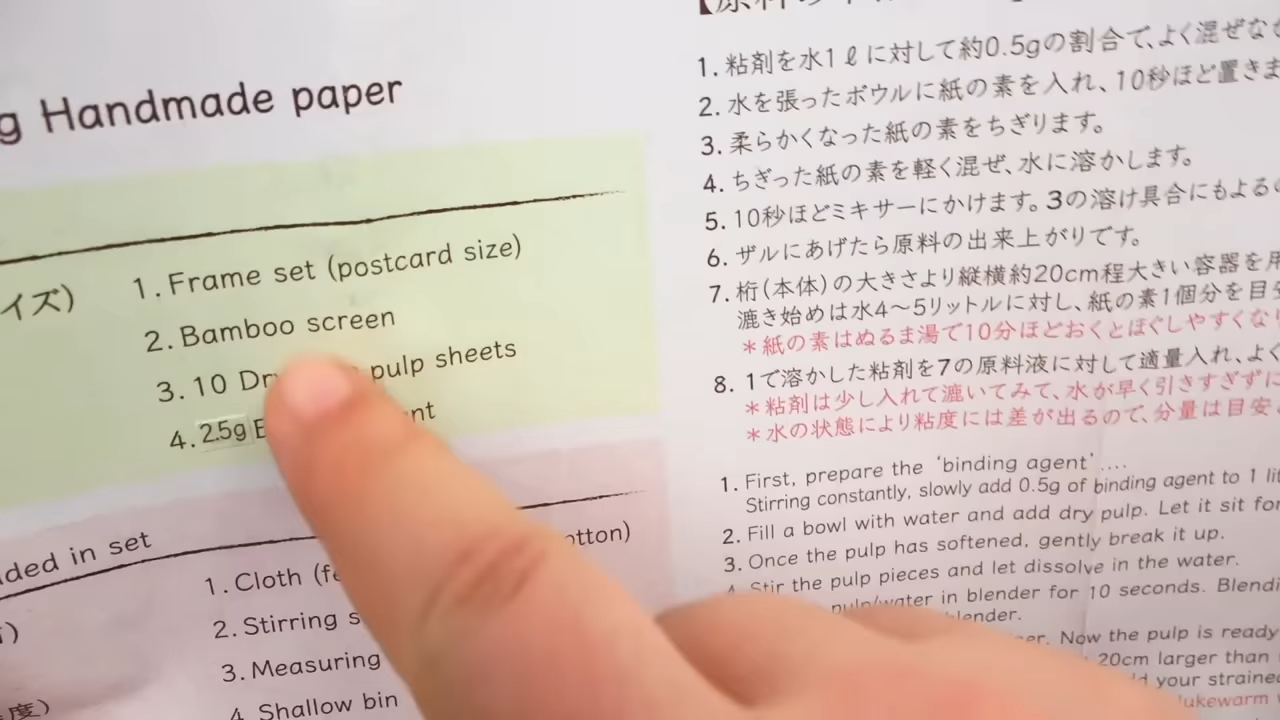 Handmade paper
イズ)
1. Frame set (postcard size)
2. Bamboo screen
3. 10 pulp sheets
4. 2.5g
ded in set
otton)
1. Cloth
2. Stirring
3. Measuring
4. Shallow bin
度)
1. 粘剤を水1ℓに対して約0.5gの割合で、よく混ぜな
2. 水を張ったボウルに紙の素を入れ、10秒ほど置きま
3. 柔らかくなった紙の素をちぎります。
4. ちぎった紙の素を軽く混ぜ、水に溶かします。
5. 10秒ほどミキサーにかけます。3の溶け具合にもよる
6. ザルにあげたら原料の出来上がりです。
7. 桁(本体)の大きさより縦横約20cm程大きい容器を用
漉き始めは水4〜5リットルに対し、紙の素1個分を目安
＊紙の素はぬるま湯で10分ほどおくとほぐしやすくな
8. 1で溶かした粘剤を7の原料液に対して適量入れ、よく
＊粘剤は少し入れて漉いてみて、水が早く引きすぎずに
＊水の状態により粘度には差が出るので、分量は目安
1. First, prepare the 'binding agent' ....
Stirring constantly, slowly add 0.5g of binding agent to 1 lit
2. Fill a bowl with water and add dry pulp. Let it sit for
3. Once the pulp has softened, gently break it up.
4. Stir the pulp pieces and let dissolve in the water.
pulp/water in blender for 10 seconds. Blendi
blender.
Now the pulp is ready
20cm larger than
your straine
lukewarm